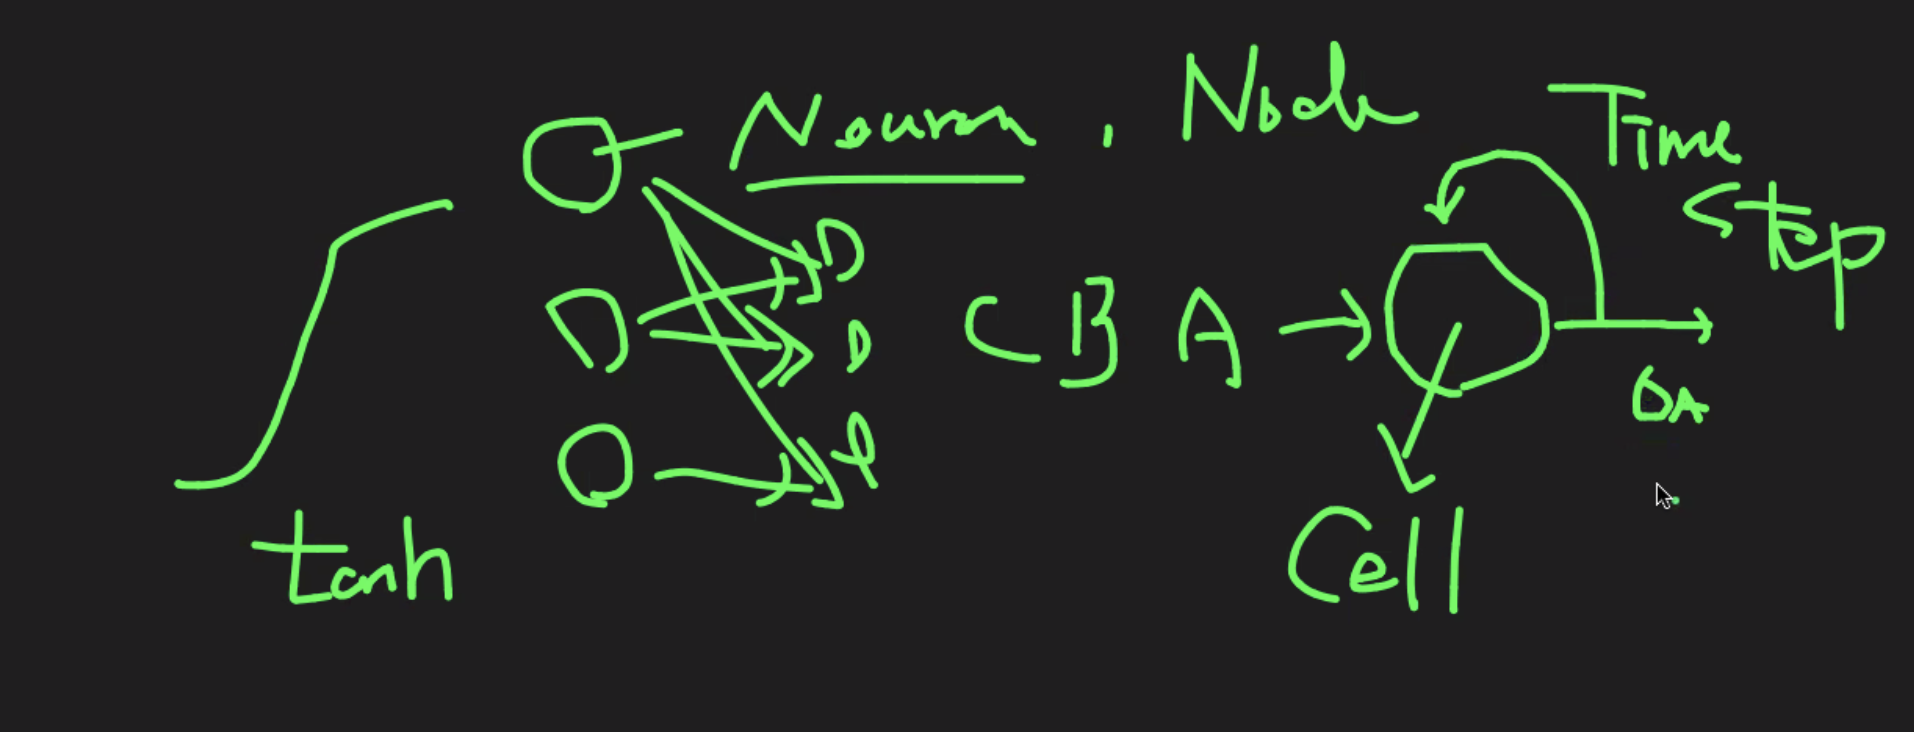 Neuron, Node
Time
Step
C B A
OA
Cell
tanh